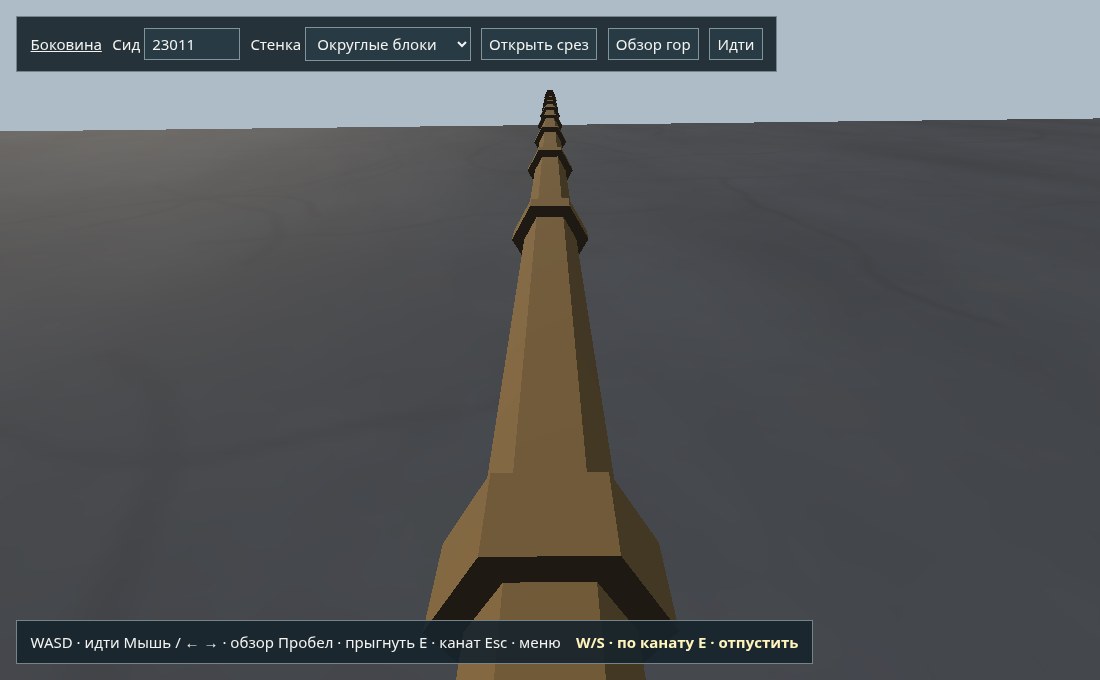 Боковина Сид 23011 Стенка Округлые блоки Открыть срез Обзор гор Идти
WASD · идти Мышь / ← → · обзор Пробел · прыгнуть E · канат Esc · меню W/S · по канату E · отпустить